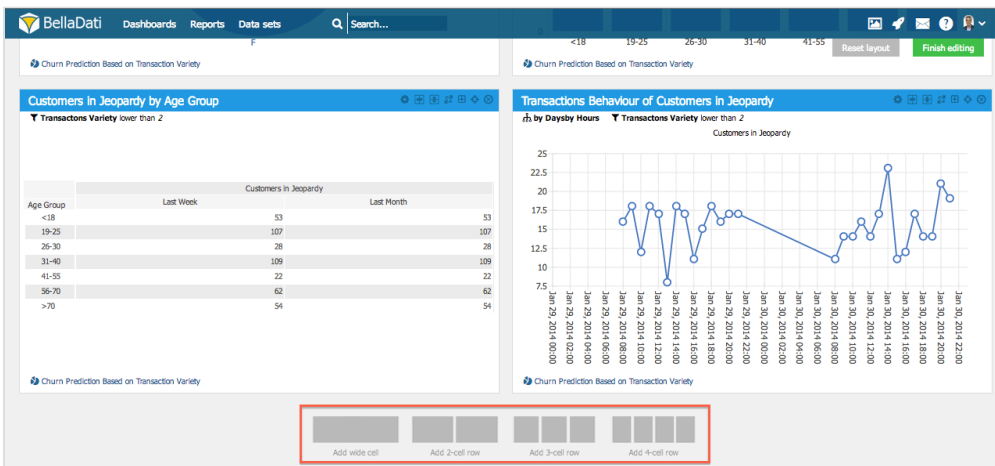 BellaDati Dashboards Reports Data sets Search... ?
F
0
<18 19-25 26-30 31-40 41-55
Reset layout Finish editing
Churn Prediction Based on Transaction Variety
Churn Prediction Based on Transaction Variety
Customers in Jeopardy by Age Group
Transactons Variety lower than 2
Customers in Jeopardy
Age Group Last Week Last Month
<18 53 53
19-25 107 107
26-30 28 28
31-40 109 109
41-55 22 22
56-70 62 62
>70 54 54
Churn Prediction Based on Transaction Variety
Transactions Behaviour of Customers in Jeopardy
by Daysby Hours Transactons Variety lower than 2
Customers in Jeopardy
25
22.5
20
17.5
15
12.5
10
7.5
Jan 29, 2014 00:00
Jan 29, 2014 02:00
Jan 29, 2014 04:00
Jan 29, 2014 06:00
Jan 29, 2014 08:00
Jan 29, 2014 10:00
Jan 29, 2014 12:00
Jan 29, 2014 14:00
Jan 29, 2014 16:00
Jan 29, 2014 18:00
Jan 29, 2014 20:00
Jan 29, 2014 22:00
Jan 30, 2014 00:00
Jan 30, 2014 02:00
Jan 30, 2014 04:00
Jan 30, 2014 06:00
Jan 30, 2014 08:00
Jan 30, 2014 10:00
Jan 30, 2014 12:00
Jan 30, 2014 14:00
Jan 30, 2014 16:00
Jan 30, 2014 18:00
Jan 30, 2014 20:00
Jan 30, 2014 22:00
Churn Prediction Based on Transaction Variety
Add wide cell Add 2-cell row Add 3-cell row Add 4-cell row